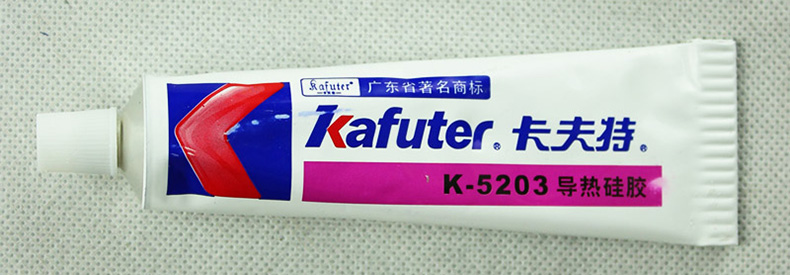 Kafuter® 广东省著名商标
Kafuter® 卡夫特®
K-5203 导热硅胶